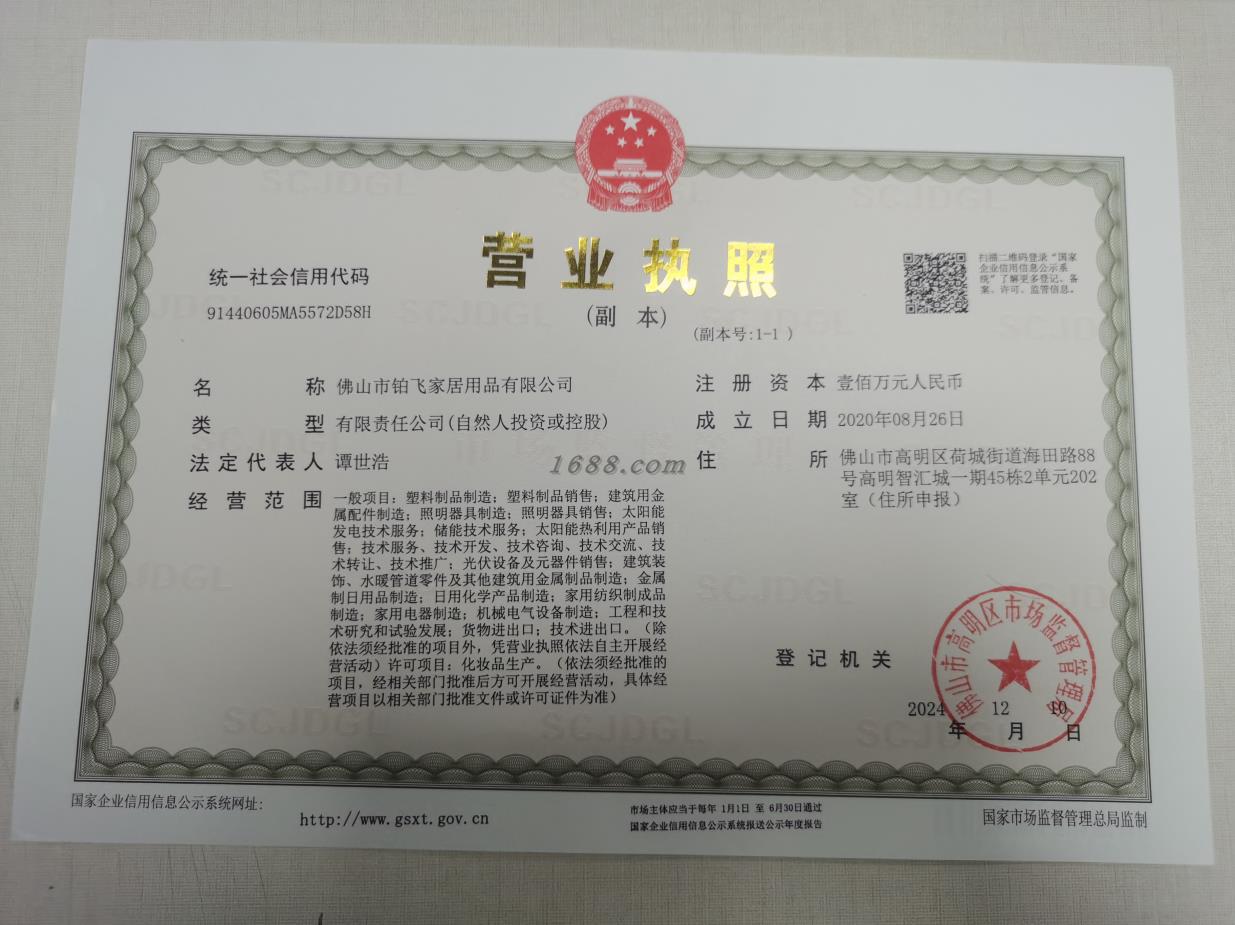 营业执照
(副 本)
(副本号:1-1 )
统一社会信用代码
91440605MA5572D58H
扫描二维码登录“国家
企业信用信息公示系
统”了解更多登记、备
案、许可、监管信息。
名 称 佛山市铂飞家居用品有限公司
类 型 有限责任公司(自然人投资或控股)
法定代表人 谭世浩
经营范围 一般项目：塑料制品制造；塑料制品销售；建筑用金
属配件制造；照明器具制造；照明器具销售；太阳能
发电技术服务；储能技术服务；太阳能热利用产品销
售；技术服务、技术开发、技术咨询、技术交流、技
术转让、技术推广；光伏设备及元器件销售；建筑装
饰、水暖管道零件及其他建筑用金属制品制造；金属
制日用品制造；日用化学产品制造；家用纺织制成品
制造；家用电器制造；机械电气设备制造；工程和技
术研究和试验发展；货物进出口；技术进出口。（除
依法须经批准的项目外，凭营业执照依法自主开展经
营活动）许可项目：化妆品生产。（依法须经批准的
项目，经相关部门批准后方可开展经营活动，具体经
营项目以相关部门批准文件或许可证件为准）
注册资本 壹佰万元人民币
成立日期 2020年08月26日
住 所 佛山市高明区荷城街道海田路88
号高明智汇城一期45栋2单元202
室（住所申报）
1688.com
登记机关
佛山市高明区市场监督管理局
2024年12月10日
国家企业信用信息公示系统网址:
http://www.gsxt.gov.cn
市场主体应当于每年 1月1日 至 6月30日通过
国家企业信用信息公示系统报送公示年度报告
国家市场监督管理总局监制
SCJDGL
SCJDGL
SCJDGL
SCJDGL
SCJDGL
SCJDGL
SCJDGL
SCJDGL